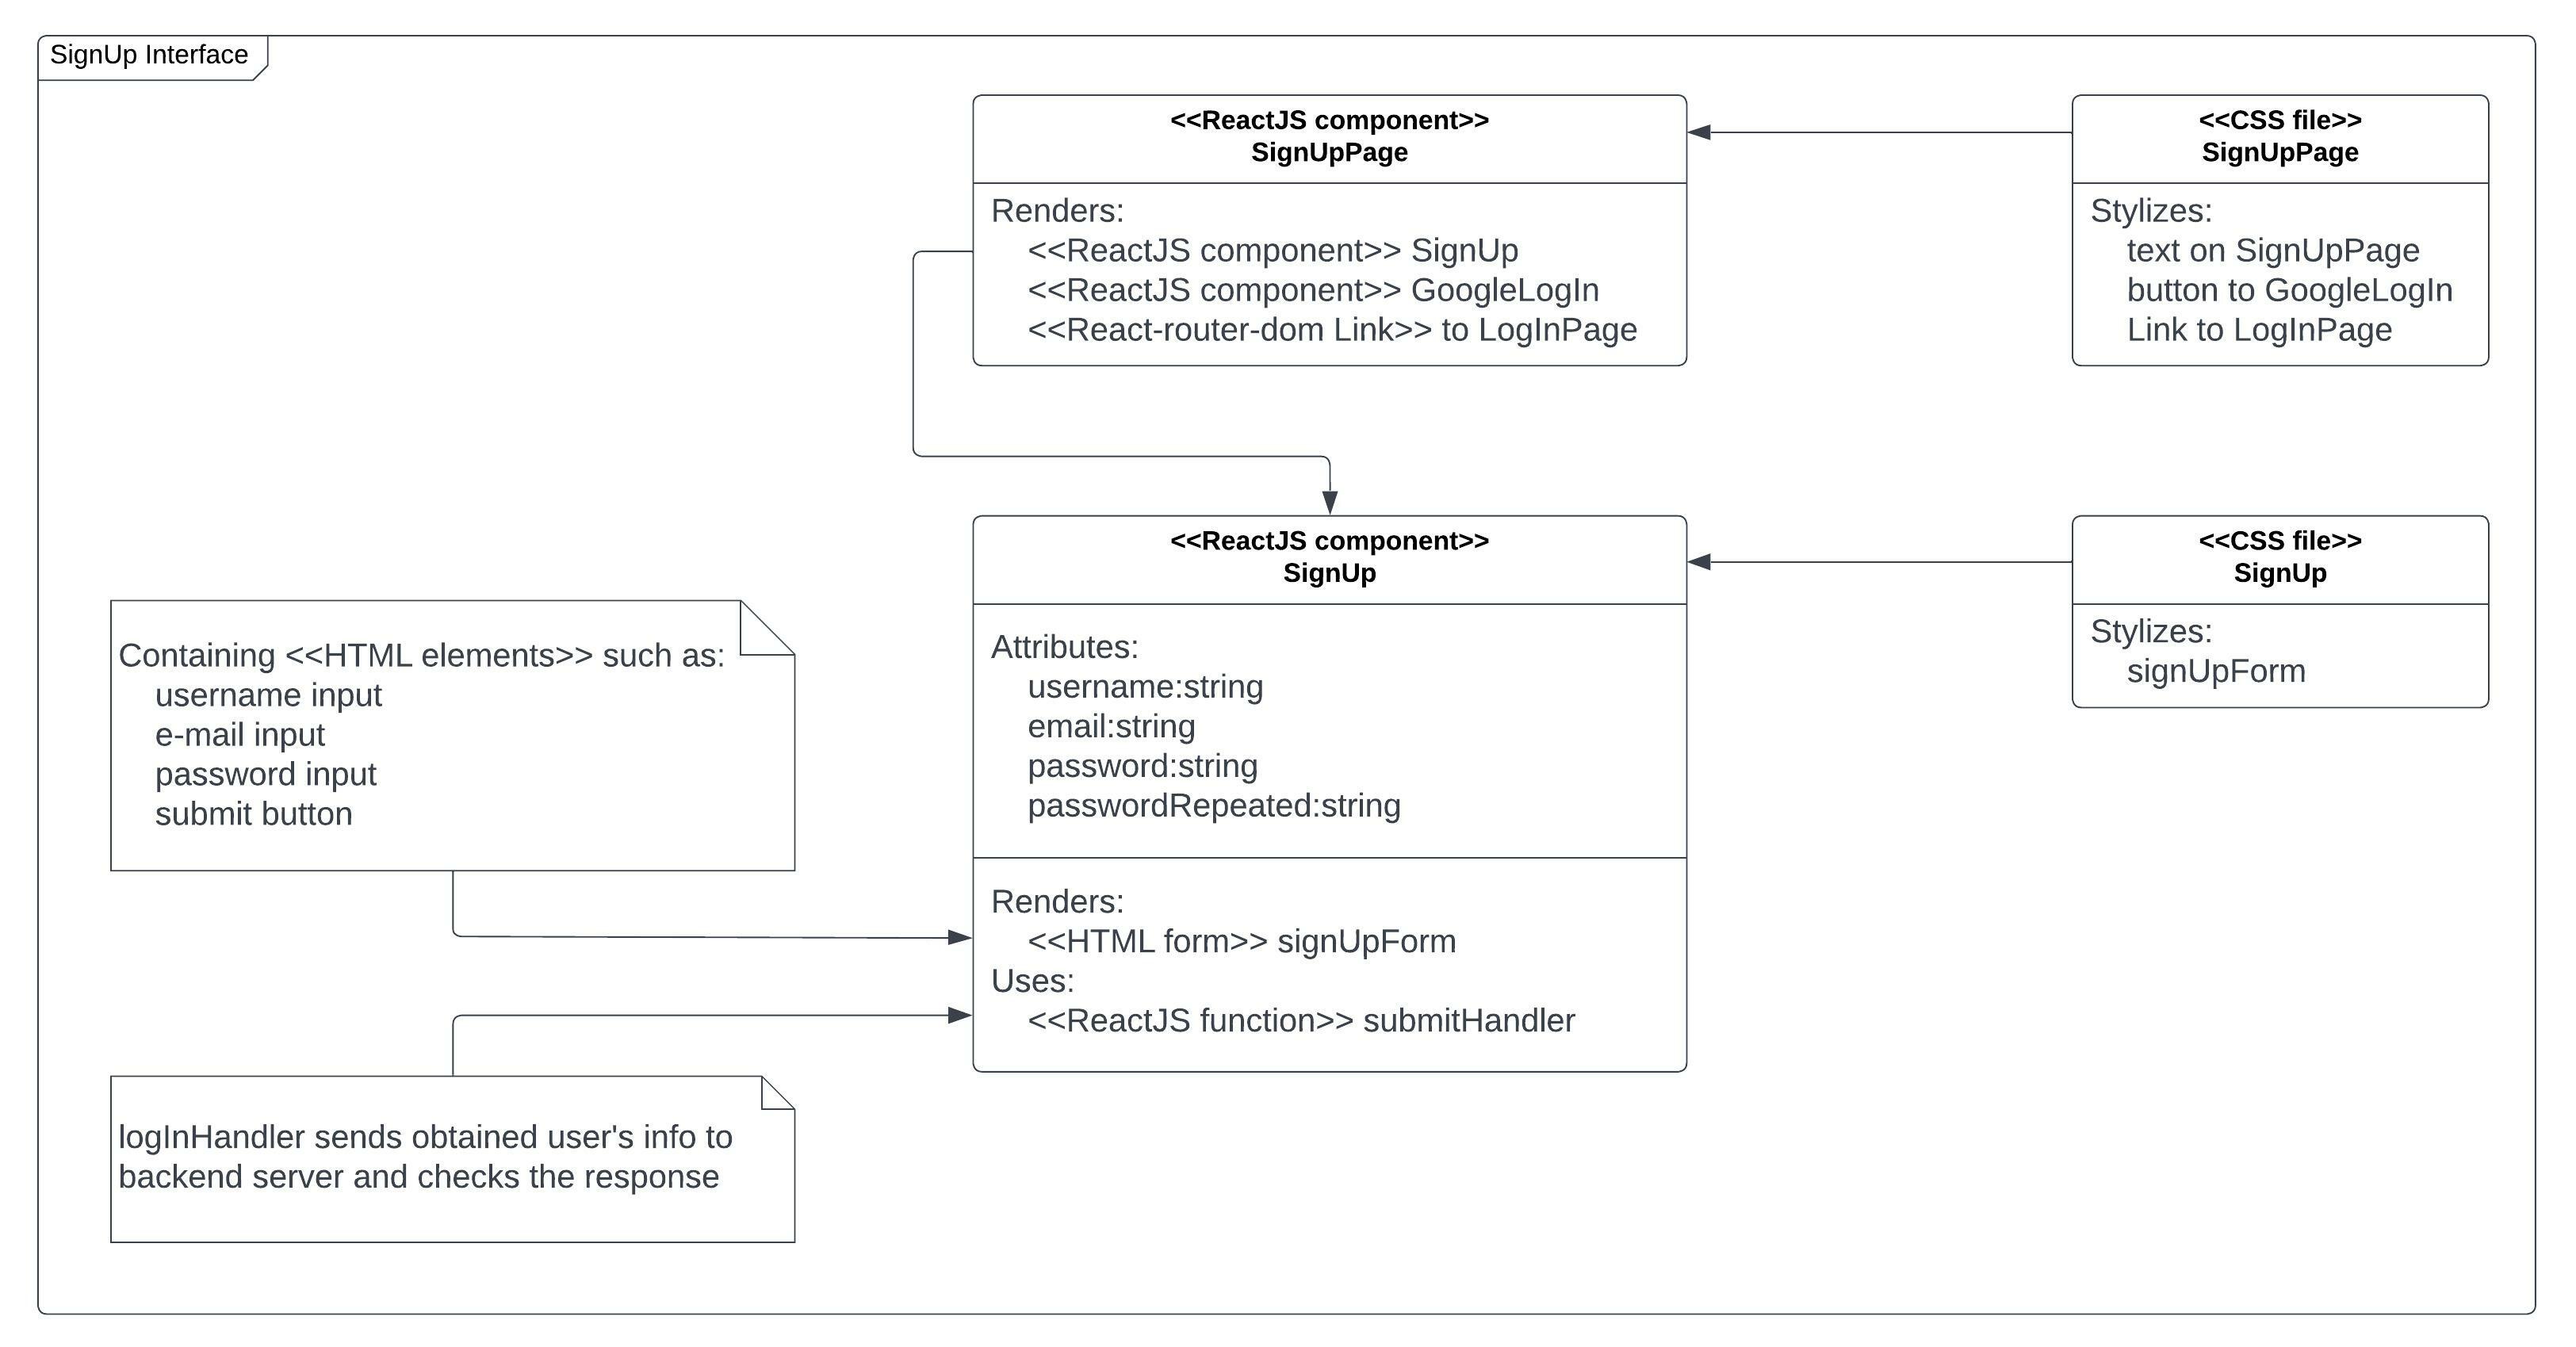 SignUp Interface
<<ReactJS component>>
SignUpPage
Renders:
<<ReactJS component>> SignUp
<<ReactJS component>> GoogleLogIn
<<React-router-dom Link>> to LogInPage
<<CSS file>>
SignUpPage
Stylizes:
text on SignUpPage
button to GoogleLogIn
Link to LogInPage
<<ReactJS component>>
SignUp
Attributes:
username:string
email:string
password:string
passwordRepeated:string
Renders:
<<HTML form>> signUpForm
Uses:
<<ReactJS function>> submitHandler
<<CSS file>>
SignUp
Stylizes:
signUpForm
Containing <<HTML elements>> such as:
username input
e-mail input
password input
submit button
logInHandler sends obtained user's info to
backend server and checks the response